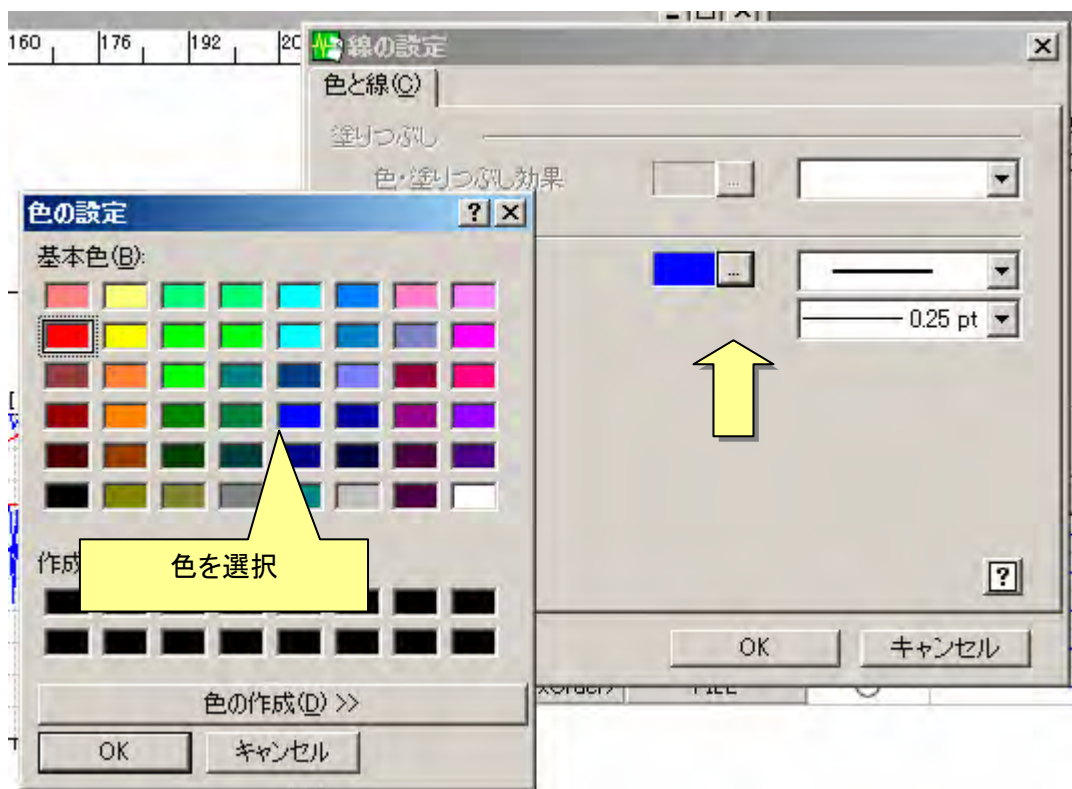 160 176 192
線の設定
色と線(C)
塗りつぶし
色・塗りつぶし効果
...
色の設定
基本色(B):
...
0.25 pt
色を選択
作成
OK キャンセル
FILE
色の作成(D) >>
OK キャンセル